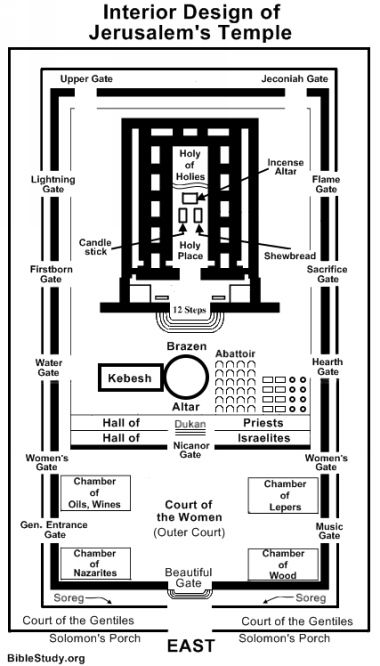 Interior Design of
Jerusalem's Temple
Upper Gate
Jeconiah Gate
Holy
of
Holies
Incense
Altar
Lightning
Gate
Flame
Gate
Candle
stick
Holy
Place
Shewbread
Firstborn
Gate
Sacrifice
Gate
12 Steps
Brazen
Abattoir
Water
Gate
Hearth
Gate
Kebesh
Altar
Hall of
Dukan
Priests
Hall of
Israelites
Nicanor
Gate
Women's
Gate
Women's
Gate
Chamber
of
Oils, Wines
Chamber
of
Lepers
Court of
the Women
(Outer Court)
Gen. Entrance
Gate
Music
Gate
Chamber
of
Nazarites
Beautiful
Gate
Chamber
of
Wood
Soreg
Soreg
Court of the Gentiles
Court of the Gentiles
Solomon's Porch
Solomon's Porch
EAST
BibleStudy.org